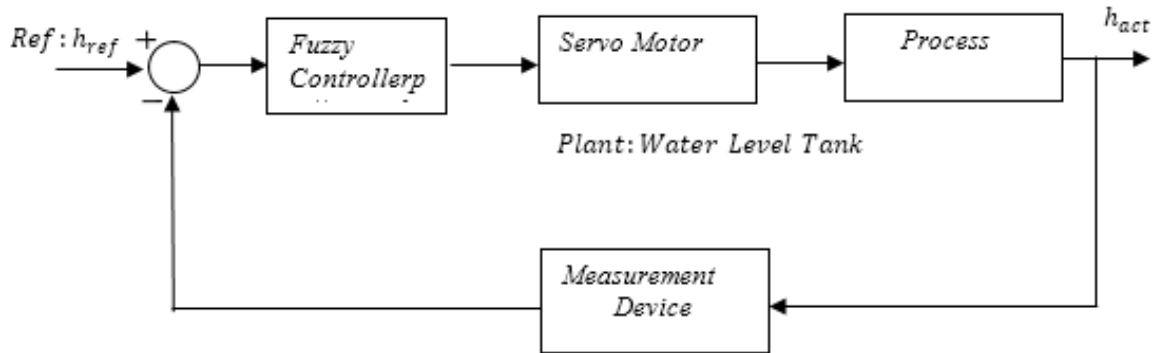 Ref: h_ref +
−
Fuzzy
Controllerp
Servo Motor
Process
h_act
Plant: Water Level Tank
Measurement
Device